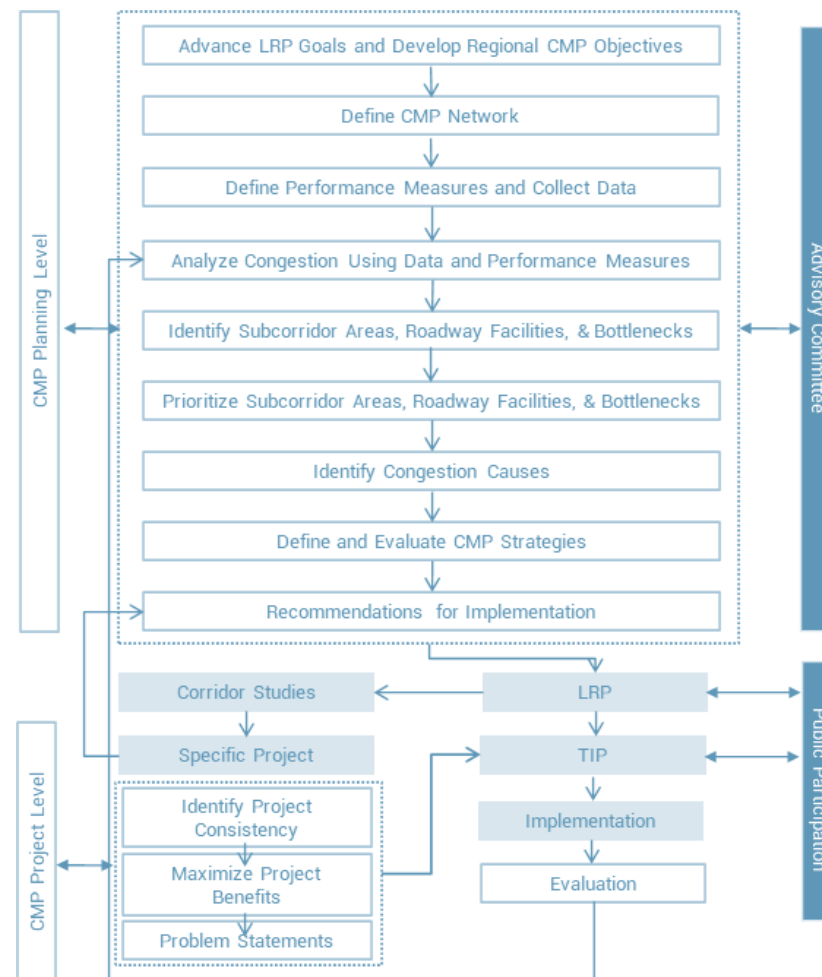 Advance LRP Goals and Develop Regional CMP Objectives
Define CMP Network
Define Performance Measures and Collect Data
Analyze Congestion Using Data and Performance Measures
Identify Subcorridor Areas, Roadway Facilities, & Bottlenecks
Prioritize Subcorridor Areas, Roadway Facilities, & Bottlenecks
Identify Congestion Causes
Define and Evaluate CMP Strategies
Recommendations for Implementation
CMP Planning Level
Advisory Committee
Corridor Studies
LRP
Specific Project
TIP
Identify Project
Consistency
Maximize Project
Benefits
Problem Statements
Implementation
Evaluation
CMP Project Level
Public Participation